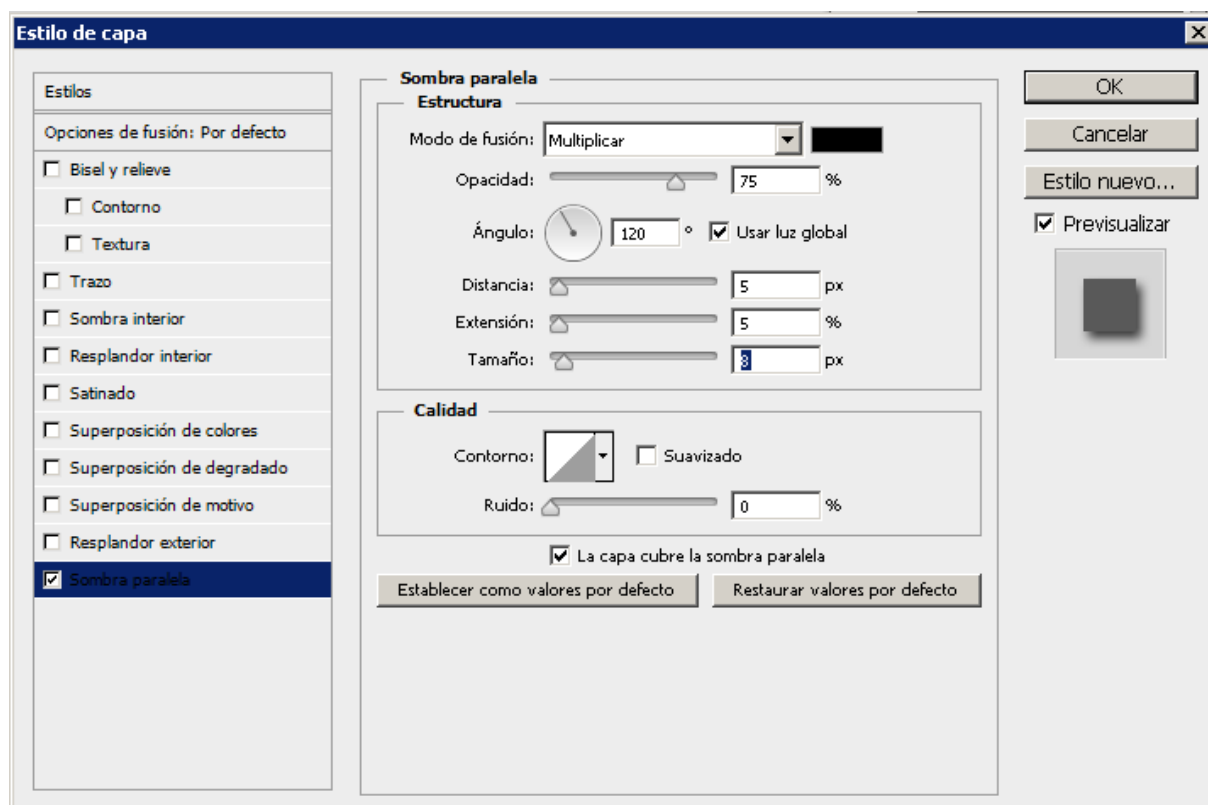 Estilo de capa
Estilos
Opciones de fusión: Por defecto
Bisel y relieve
Contorno
Textura
Trazo
Sombra interior
Resplandor interior
Satinado
Superposición de colores
Superposición de degradado
Superposición de motivo
Resplandor exterior
Sombra paralela
Sombra paralela
Estructura
Modo de fusión: Multiplicar
Opacidad: 75 %
Ángulo: 120 ° Usar luz global
Distancia: 5 px
Extensión: 5 %
Tamaño: 8 px
Calidad
Contorno: Suavizado
Ruido: 0 %
La capa cubre la sombra paralela
Establecer como valores por defecto Restaurar valores por defecto
OK
Cancelar
Estilo nuevo...
Previsualizar